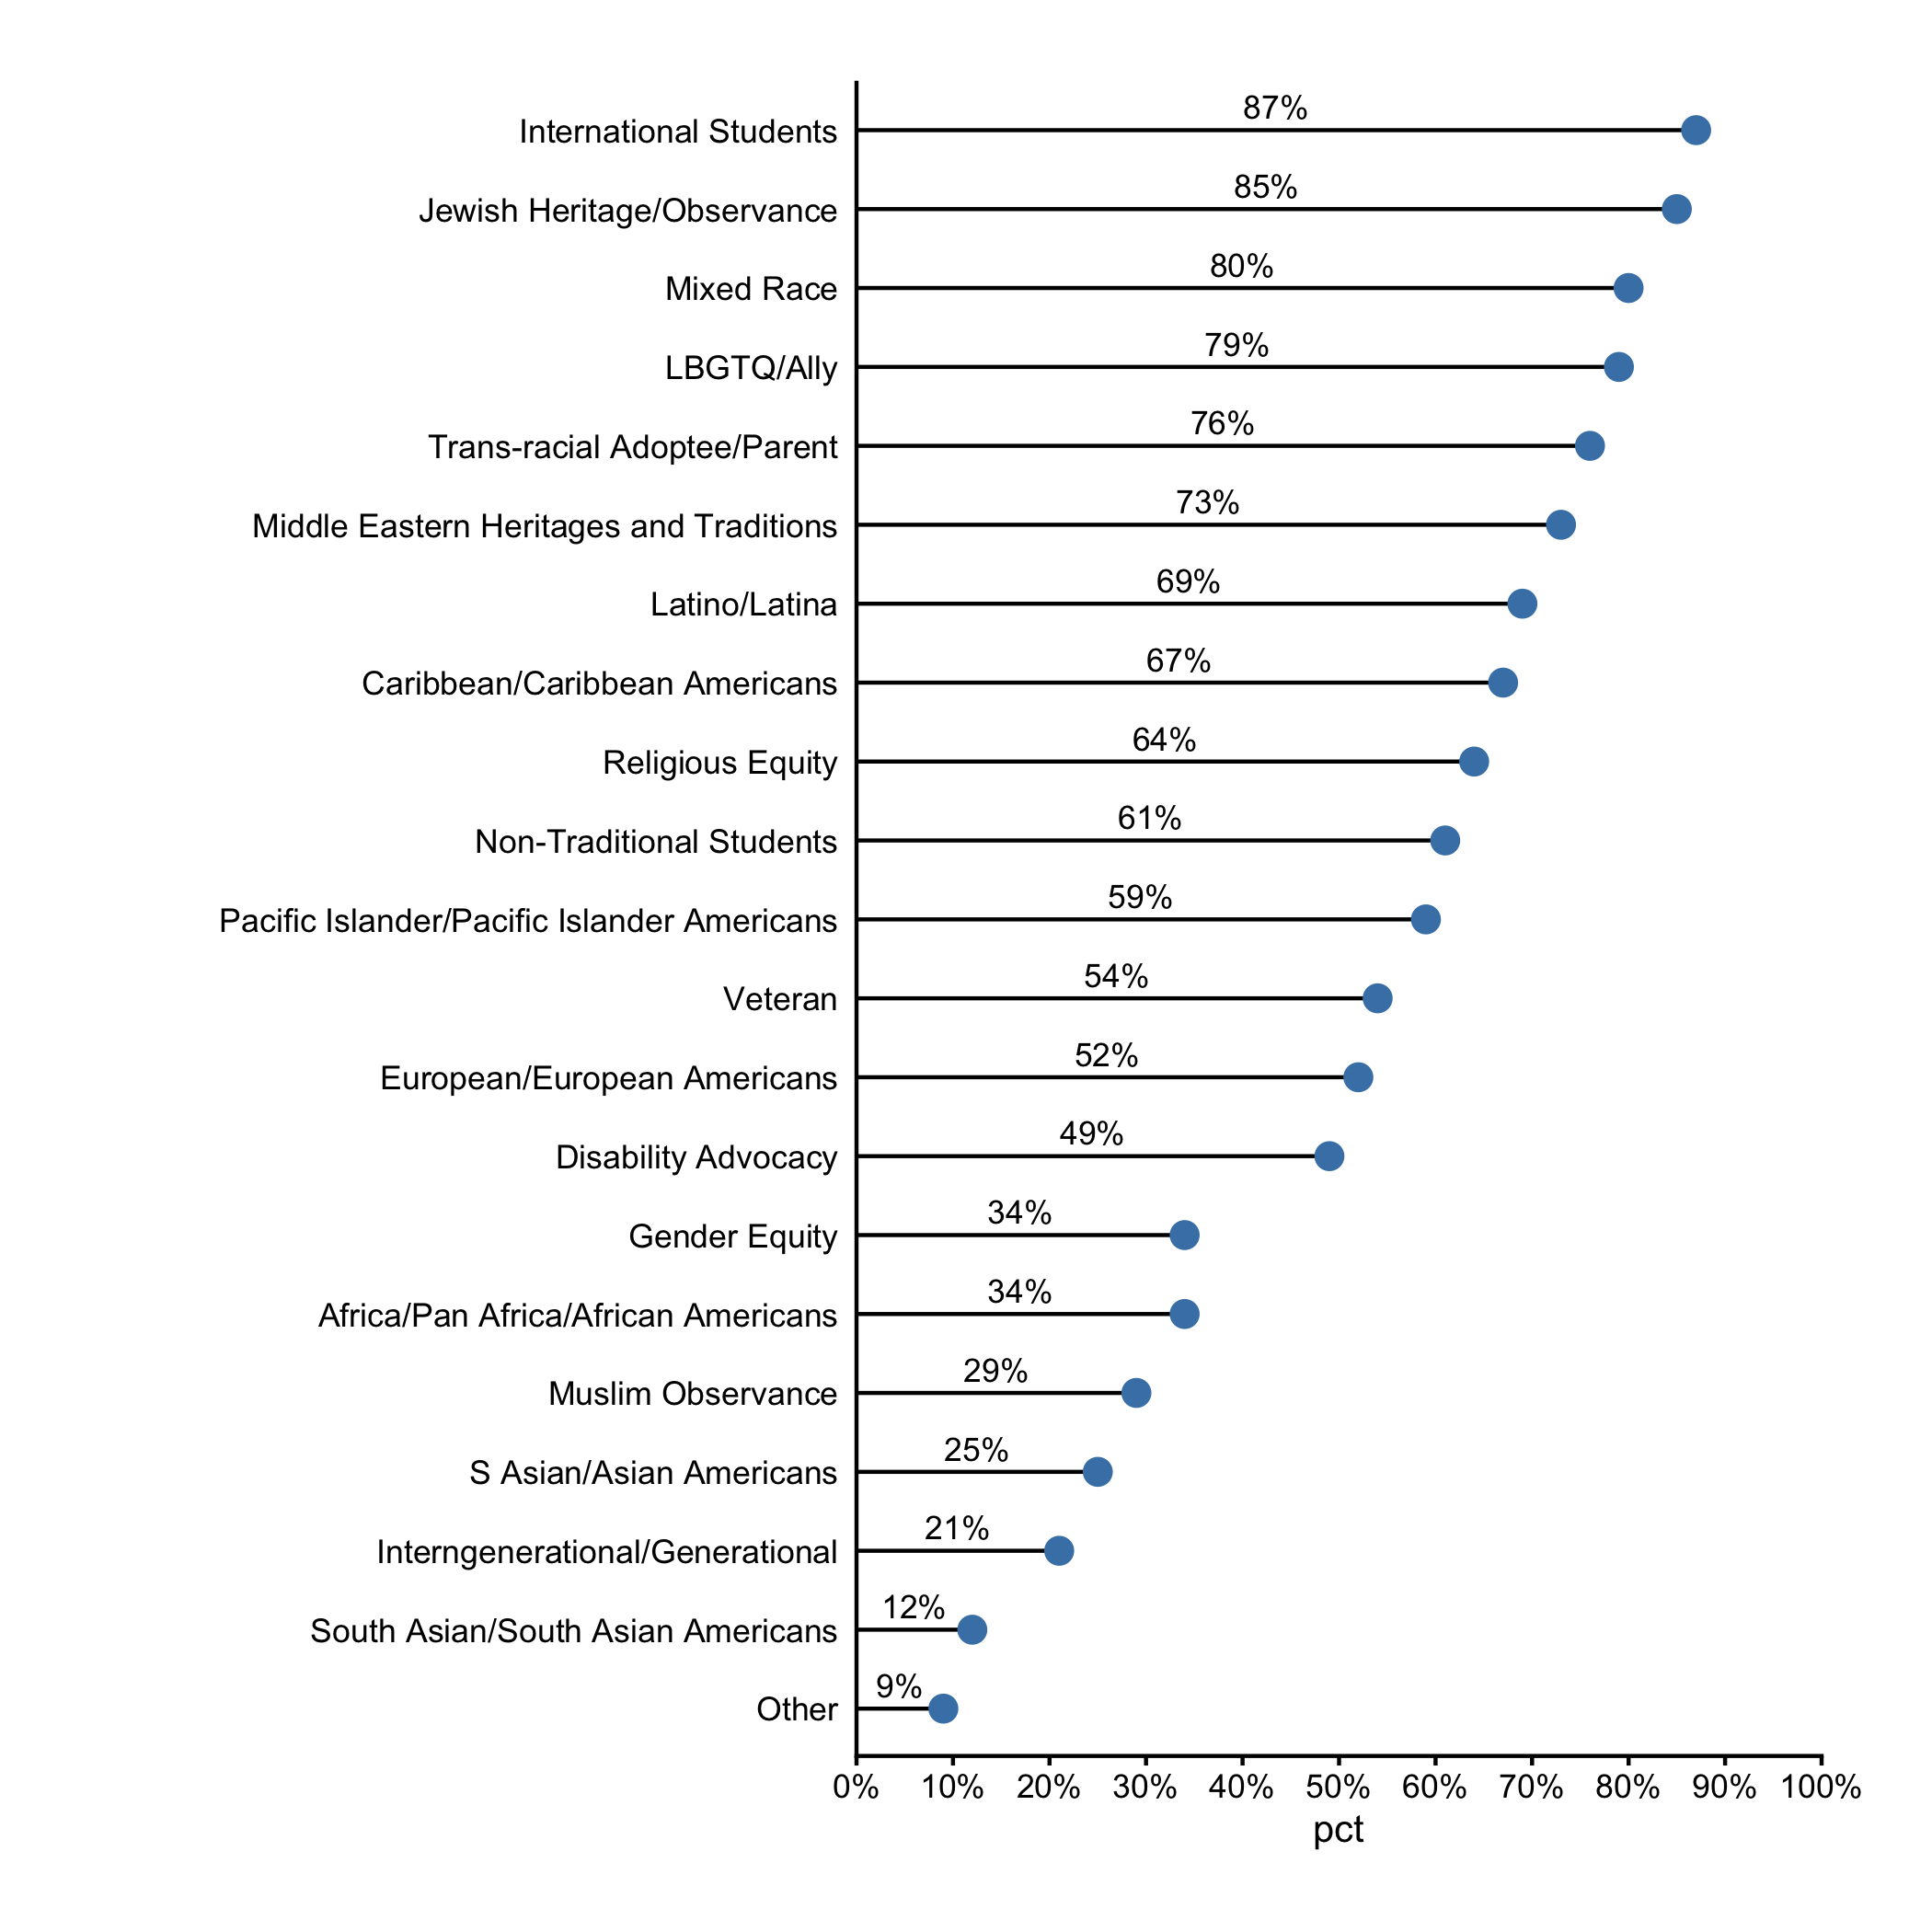 International Students 87%
Jewish Heritage/Observance 85%
Mixed Race 80%
LBGTQ/Ally 79%
Trans-racial Adoptee/Parent 76%
Middle Eastern Heritages and Traditions 73%
Latino/Latina 69%
Caribbean/Caribbean Americans 67%
Religious Equity 64%
Non-Traditional Students 61%
Pacific Islander/Pacific Islander Americans 59%
Veteran 54%
European/European Americans 52%
Disability Advocacy 49%
Gender Equity 34%
Africa/Pan Africa/African Americans 34%
Muslim Observance 29%
S Asian/Asian Americans 25%
Interngenerational/Generational 21%
South Asian/South Asian Americans 12%
Other 9%
0% 10% 20% 30% 40% 50% 60% 70% 80% 90% 100%
pct